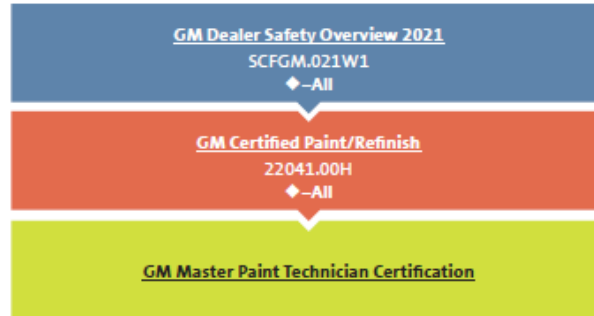 GM Dealer Safety Overview 2021
SCFGM.021W1
◆–All
GM Certified Paint/Refinish
22041.00H
◆–All
GM Master Paint Technician Certification